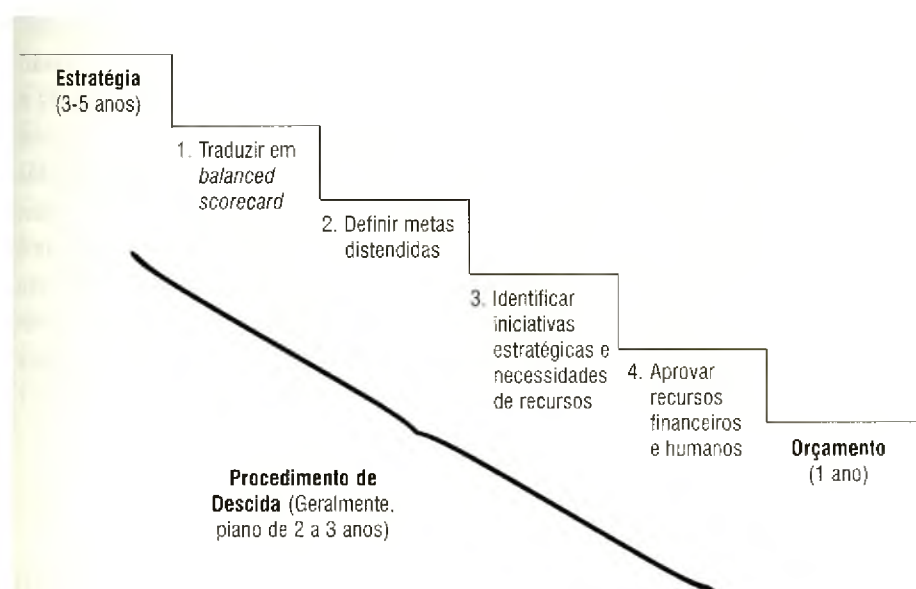 Estratégia
(3-5 anos)
1. Traduzir em
balanced
scorecard
2. Definir metas
distendidas
3. Identificar
iniciativas
estratégicas e
necessidades
de recursos
4. Aprovar
recursos
financeiros
e humanos
Orçamento
(1 ano)
Procedimento de
Descida (Geralmente,
piano de 2 a 3 anos)